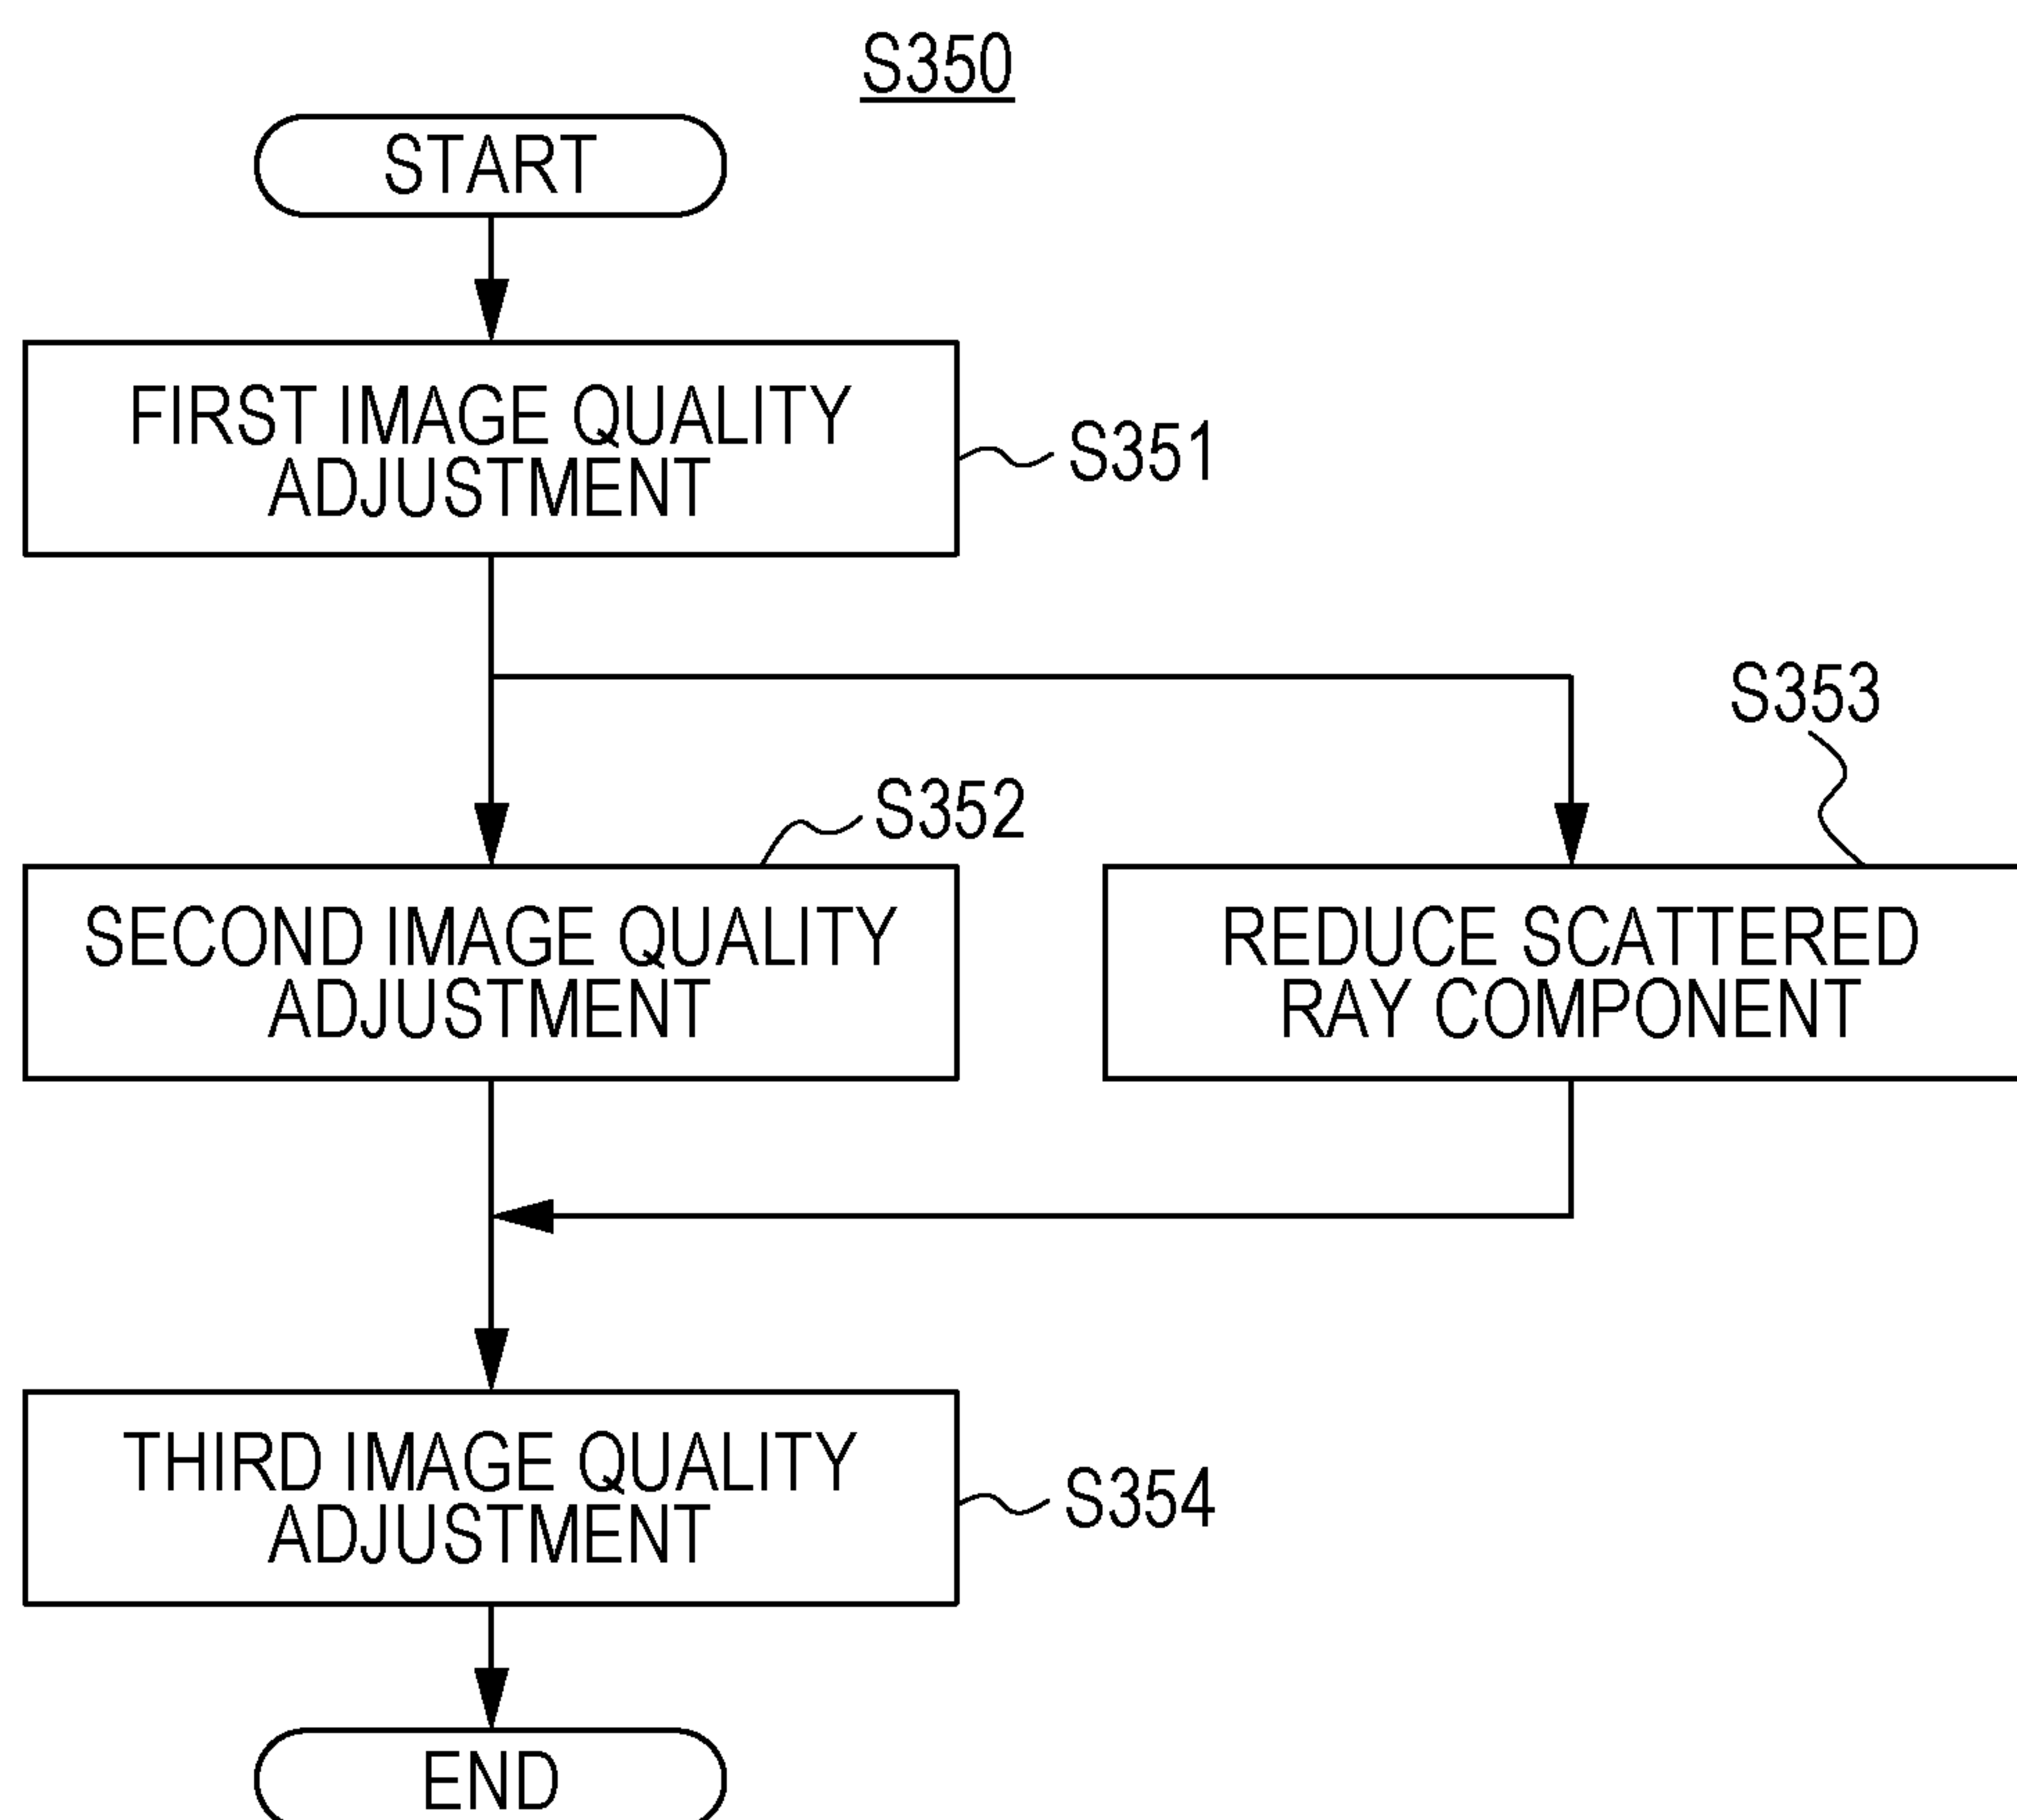 S350
START
FIRST IMAGE QUALITY
ADJUSTMENT
S351
S353
S352
SECOND IMAGE QUALITY
ADJUSTMENT
REDUCE SCATTERED
RAY COMPONENT
THIRD IMAGE QUALITY
ADJUSTMENT
S354
END